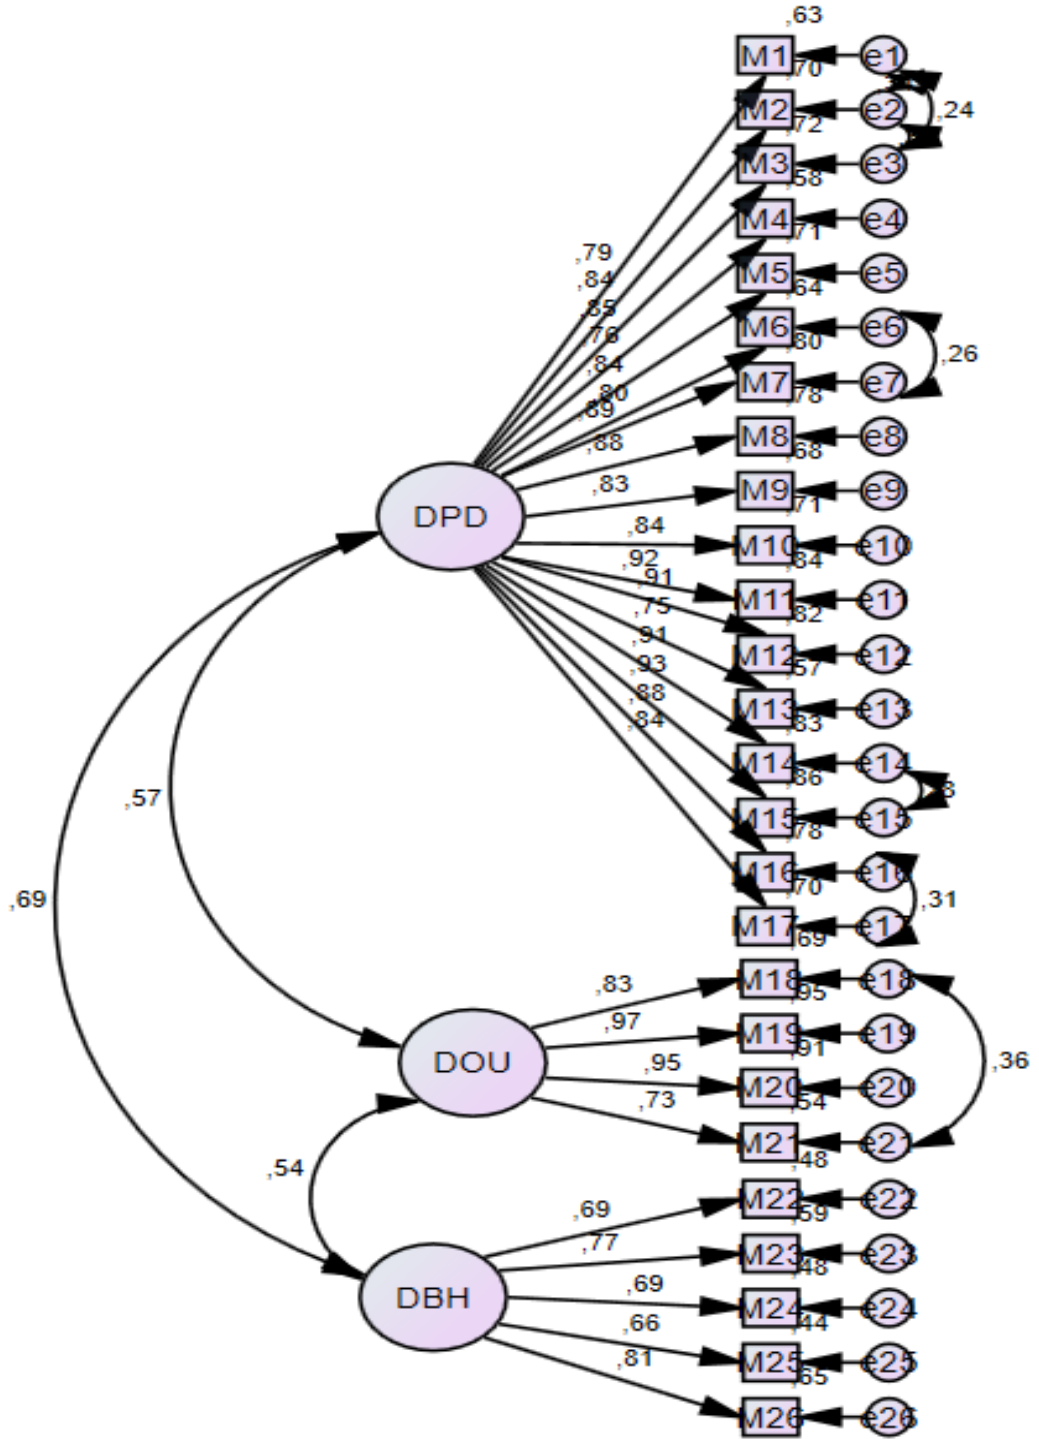 ,63
M1 e1
,70
M2 e2 ,24
,72
M3 e3
,58
M4 e4
,71
,79 M5 e5
,84 ,64
,85 M6 e6
,76 ,80 ,26
,84 M7 e7
,80 ,78
,89
,88 M8 e8
,68
,83 M9 e9
,71
DPD
,84 M10 e10
,92 ,84
,91 M11 e11
,75 ,82
,91 M12 e12
,93 ,57
,88 M13 e13
,84 ,83
M14 e14
,86
,57 M15 e15
,78
M16 e16
,70 ,31
,69 M17 e17
,69
,83 M18 e18
,95
,97 M19 e19
,91
DOU ,95 M20 e20 ,36
,54
,73 M21 e21
,48
,54
,69 M22 e22
,59
,77 M23 e23
,48
DBH ,69 M24 e24
,44
,66 M25 e25
,65
,81 M26 e26